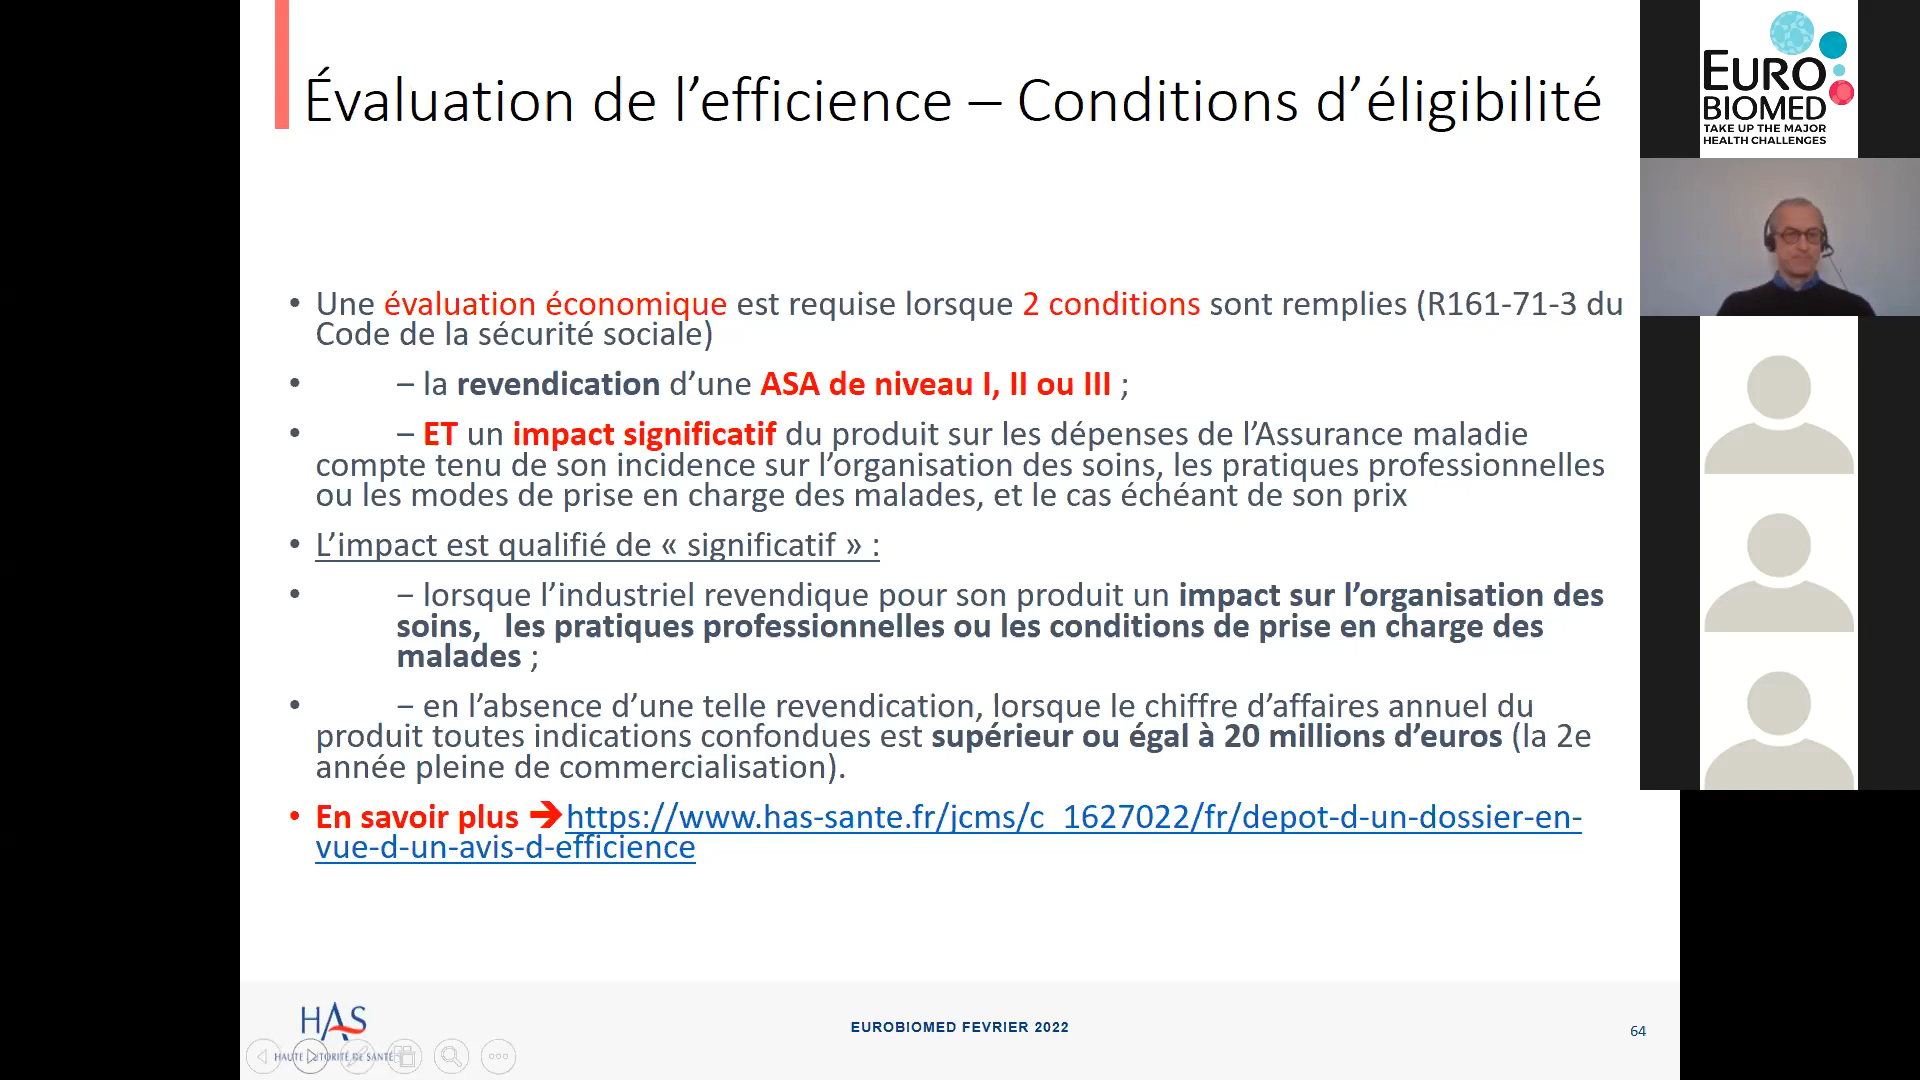 Évaluation de l’efficience – Conditions d’éligibilité
EURO
BIOMED
TAKE UP THE MAJOR
HEALTH CHALLENGES
• Une évaluation économique est requise lorsque 2 conditions sont remplies (R161-71-3 du
Code de la sécurité sociale)
• – la revendication d’une ASA de niveau I, II ou III ;
• – ET un impact significatif du produit sur les dépenses de l’Assurance maladie
compte tenu de son incidence sur l’organisation des soins, les pratiques professionnelles
ou les modes de prise en charge des malades, et le cas échéant de son prix
• L’impact est qualifié de « significatif » :
• – lorsque l’industriel revendique pour son produit un impact sur l’organisation des
soins, les pratiques professionnelles ou les conditions de prise en charge des
malades ;
• – en l’absence d’une telle revendication, lorsque le chiffre d’affaires annuel du
produit toutes indications confondues est supérieur ou égal à 20 millions d’euros (la 2e
année pleine de commercialisation).
• En savoir plus ➔https://www.has-sante.fr/jcms/c_1627022/fr/depot-d-un-dossier-en-
vue-d-un-avis-d-efficience
HAS
HAUTE AUTORITÉ DE SANTÉ
EUROBIOMED FEVRIER 2022
64